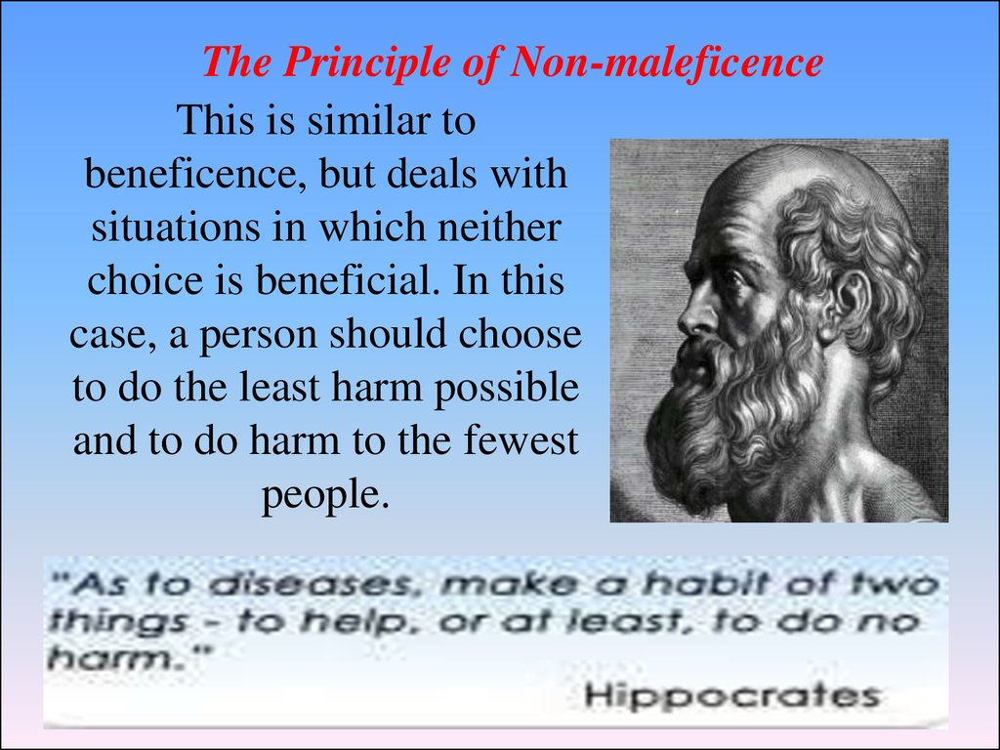 The Principle of Non-maleficence
This is similar to
beneficence, but deals with
situations in which neither
choice is beneficial. In this
case, a person should choose
to do the least harm possible
and to do harm to the fewest
people.
"As to diseases, make a habit of two
things - to help, or at least, to do no
harm."
Hippocrates